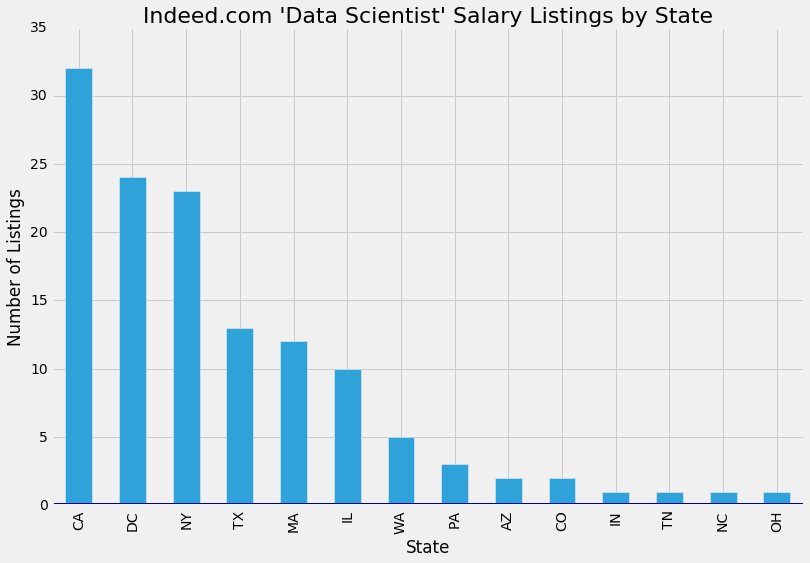 Indeed.com 'Data Scientist' Salary Listings by State
35
30
25
20
15
10
5
0
Number of Listings
CA
DC
NY
TX
MA
IL
WA
PA
AZ
CO
IN
TN
NC
OH
State